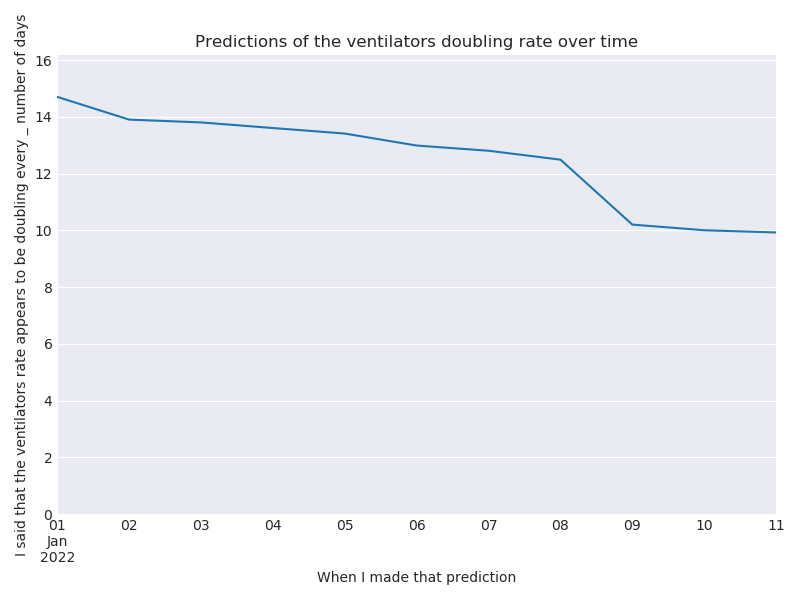 Predictions of the ventilators doubling rate over time
I said that the ventilators rate appears to be doubling every _ number of days
16
14
12
10
8
6
4
2
0
01 02 03 04 05 06 07 08 09 10 11
Jan
2022
When I made that prediction